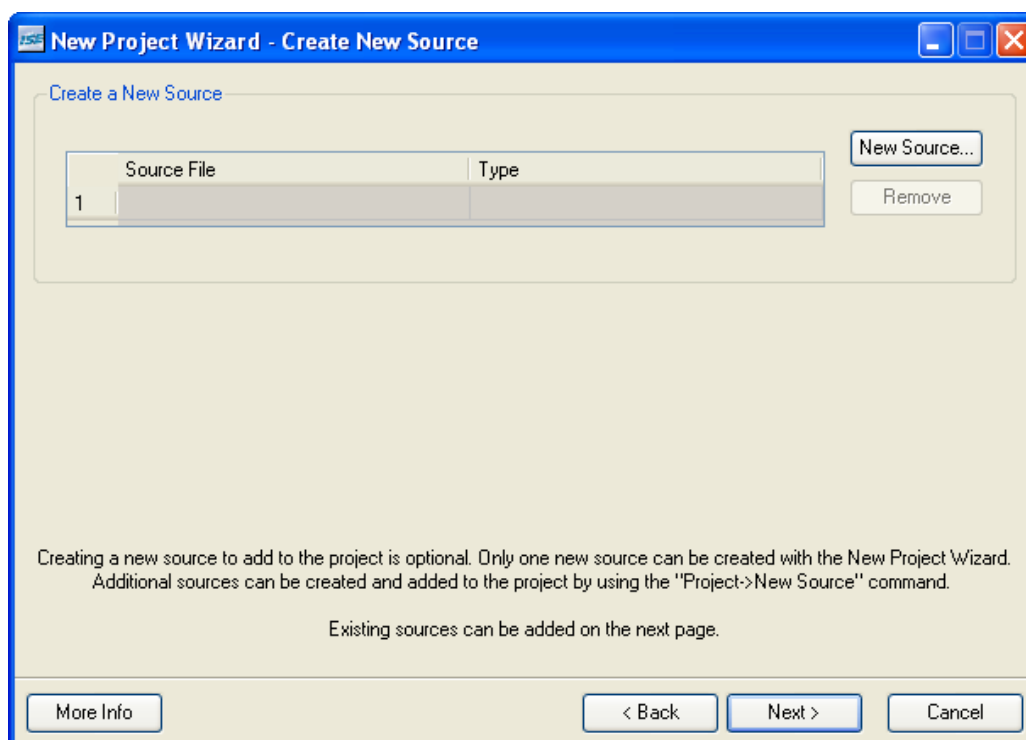 ISE New Project Wizard - Create New Source
Create a New Source
Source File Type
New Source...
1
Remove
Creating a new source to add to the project is optional. Only one new source can be created with the New Project Wizard.
Additional sources can be created and added to the project by using the "Project->New Source" command.
Existing sources can be added on the next page.
More Info < Back Next > Cancel